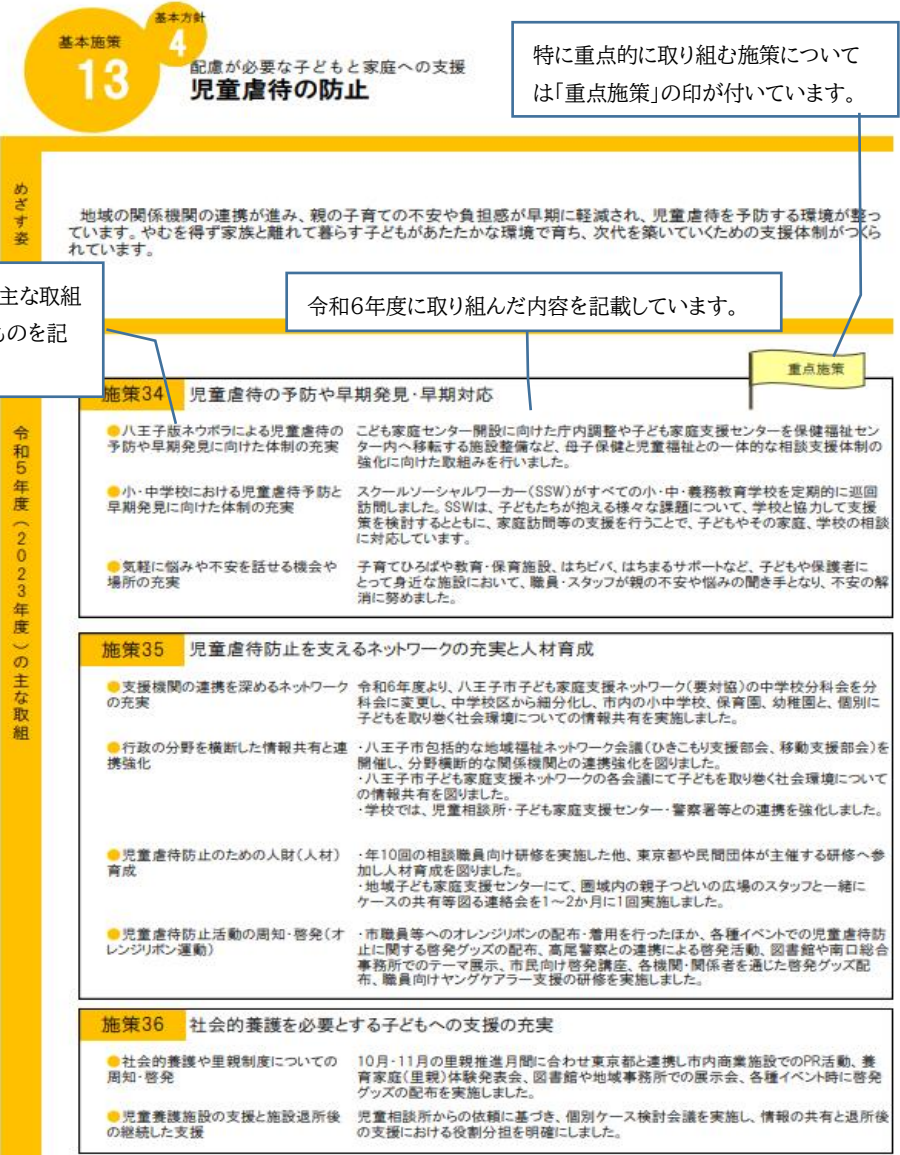 基本方針
4
基本施策
13
配慮が必要な子どもと家庭への支援
児童虐待の防止
特に重点的に取り組む施策について
は「重点施策」の印が付いています。
めざす姿
地域の関係機関の連携が進み、親の子育ての不安や負担感が早期に軽減され、児童虐待を予防する環境が整っ
ています。やむを得ず家族と離れて暮らす子どもがあたたかな環境で育ち、次代を築いていくための支援体制がつくら
れています。
主な取組
ものを記
令和6年度に取り組んだ内容を記載しています。
重点施策
令和5年度(2023年度)の主な取組
施策34 児童虐待の予防や早期発見・早期対応
●八王子版ネウボラによる児童虐待の
予防や早期発見に向けた体制の充実
こども家庭センター開設に向けた庁内調整や子ども家庭支援センターを保健福祉セン
ター内へ移転する施設整備など、母子保健と児童福祉との一体的な相談支援体制の
強化に向けた取組みを行いました。
●小・中学校における児童虐待予防と
早期発見に向けた体制の充実
スクールソーシャルワーカー(SSW)がすべての小・中・義務教育学校を定期的に巡回
訪問しました。SSWは、子どもたちが抱える様々な課題について、学校と協力して支援
策を検討するとともに、家庭訪問等の支援を行うことで、子どもやその家庭、学校の相談
に対応しています。
●気軽に悩みや不安を話せる機会や
場所の充実
子育てひろばや教育・保育施設、はちビバ、はちまるサポートなど、子どもや保護者に
とって身近な施設において、職員・スタッフが親の不安や悩みの聞き手となり、不安の解
消に努めました。
施策35 児童虐待防止を支えるネットワークの充実と人材育成
●支援機関の連携を深めるネットワーク
の充実
令和6年度より、八王子市子ども家庭支援ネットワーク(要対協)の中学校分科会を分
科会に変更し、中学校区から細分化し、市内の小中学校、保育園、幼稚園と、個別に
子どもを取り巻く社会環境についての情報共有を実施しました。
●行政の分野を横断した情報共有と連
携強化
・八王子市包括的な地域福祉ネットワーク会議(ひきこもり支援部会、移動支援部会)を
開催し、分野横断的な関係機関との連携強化を図りました。
・八王子市子ども家庭支援ネットワークの各会議にて子どもを取り巻く社会環境について
の情報共有を図りました。
・学校では、児童相談所・子ども家庭支援センター・警察署等との連携を強化しました。
●児童虐待防止のための人財(人材)
育成
・年10回の相談職員向け研修を実施した他、東京都や民間団体が主催する研修へ参
加し人材育成を図りました。
・地域子ども家庭支援センターにて、圏域内の親子つどいの広場のスタッフと一緒に
ケースの共有等図る連絡会を1~2か月に1回実施しました。
●児童虐待防止活動の周知・啓発(オ
レンジリボン運動)
・市職員等へのオレンジリボンの配布・着用を行ったほか、各種イベントでの児童虐待防
止に関する啓発グッズの配布、高尾警察との連携による啓発活動、図書館や南口総合
事務所でのテーマ展示、市民向け啓発講座、各機関・関係者を通じた啓発グッズ配
布、職員向けヤングケアラー支援の研修を実施しました。
施策36 社会的養護を必要とする子どもへの支援の充実
●社会的養護や里親制度についての
周知・啓発
10月・11月の里親推進月間に合わせ東京都と連携し市内商業施設でのPR活動、養
育家庭(里親)体験発表会、図書館や地域事務所での展示会、各種イベント時に啓発
グッズの配布を実施しました。
●児童養護施設の支援と施設退所後
の継続した支援
児童相談所からの依頼に基づき、個別ケース検討会議を実施し、情報の共有と退所後
の支援における役割分担を明確にしました。